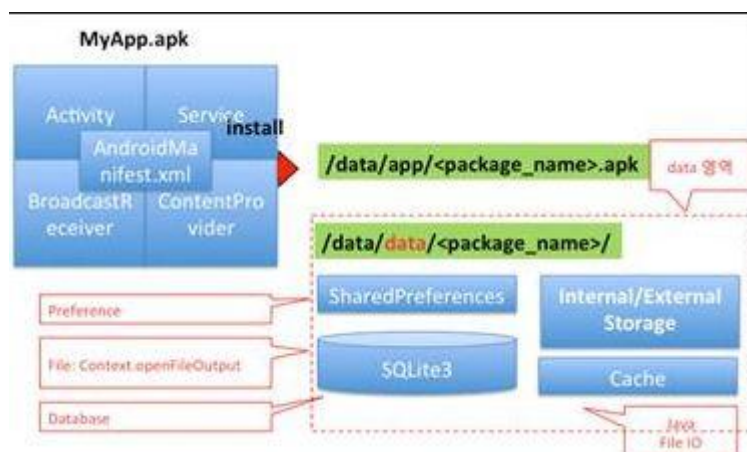 MyApp.apk
Activity
Service
install
AndroidMa
nifest.xml
BroadcastR
eceiver
ContentPro
vider
/data/app/<package_name>.apk
data 영역
/data/data/<package_name>/
SharedPreferences
Internal/External
Storage
Preference
File: Context.openFileOutput
SQLite3
Cache
Database
Java
File IO